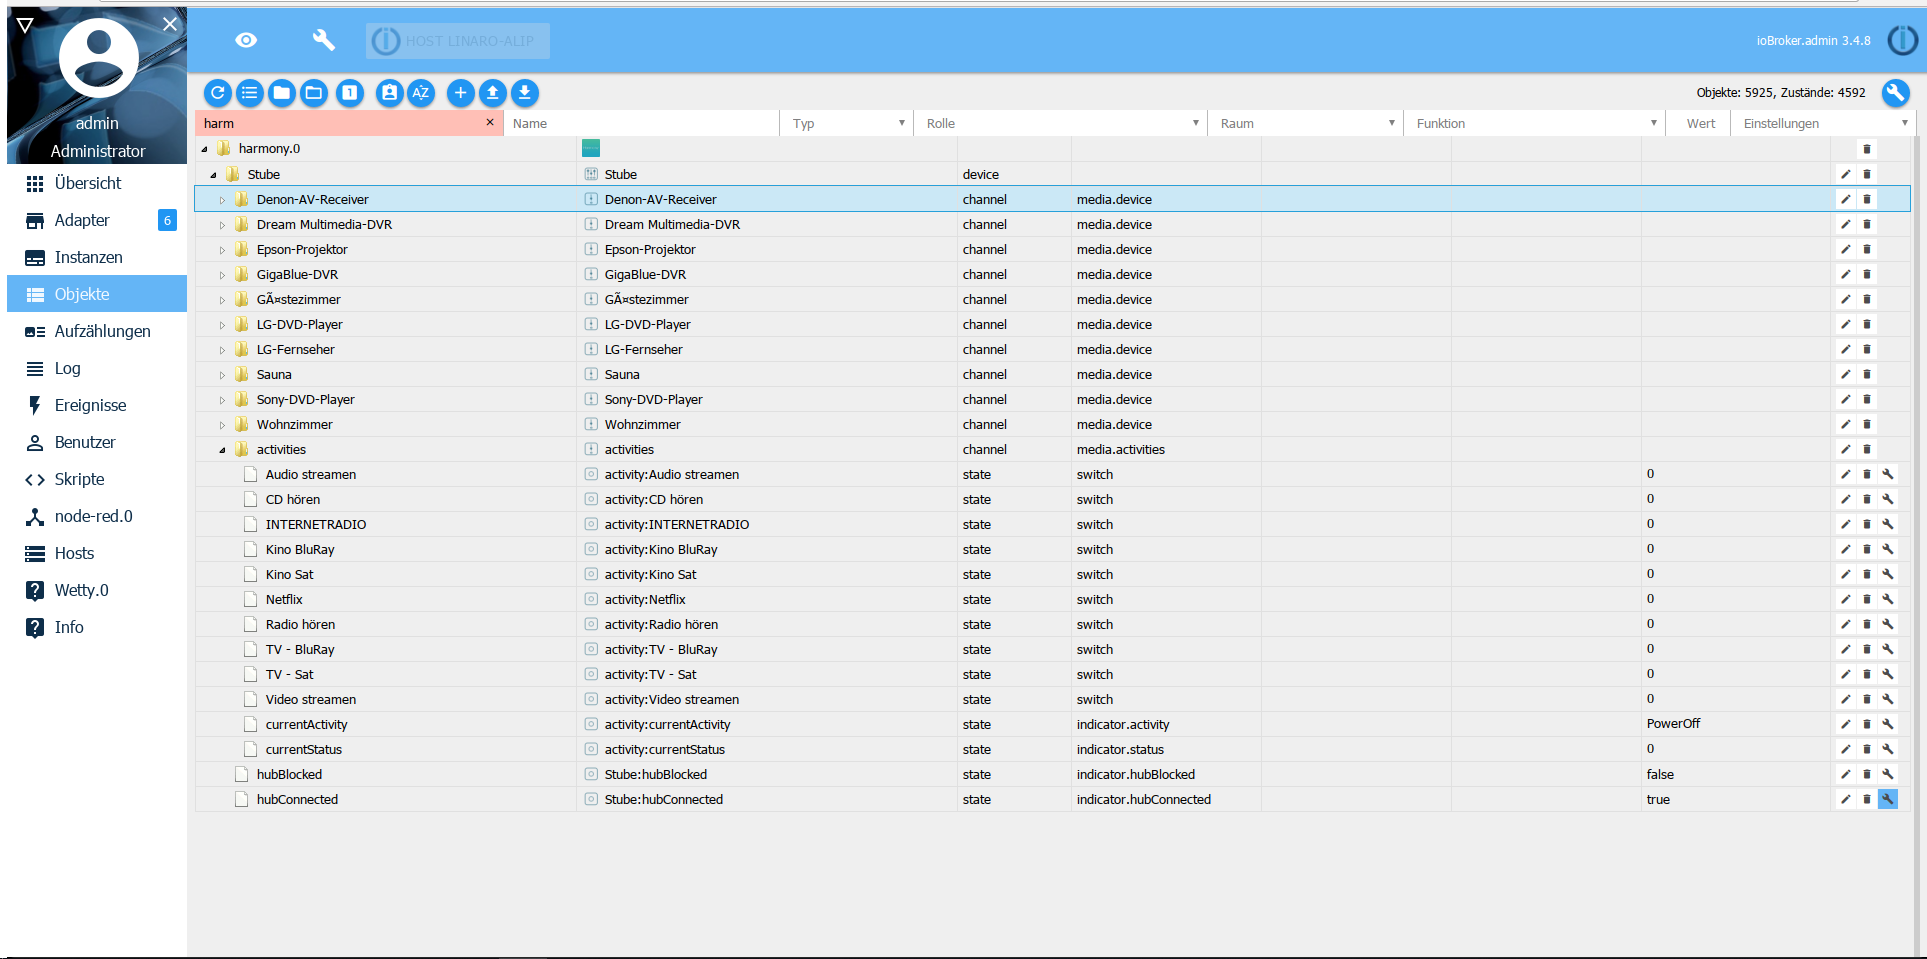 HOST LINARO-ALIP
ioBroker.admin 3.4.8
admin
Administrator
Übersicht
Adapter 6
Instanzen
Objekte
Aufzählungen
Log
Ereignisse
Benutzer
Skripte
node-red.0
Hosts
Wetty.0
Info
Objekte: 5925, Zustände: 4592
harm × Name Typ Rolle Raum Funktion Wert Einstellungen
harmony.0
Stube Stube device
Denon-AV-Receiver Denon-AV-Receiver channel media.device
Dream Multimedia-DVR Dream Multimedia-DVR channel media.device
Epson-Projektor Epson-Projektor channel media.device
GigaBlue-DVR GigaBlue-DVR channel media.device
GÃ¤stezimmer GÃ¤stezimmer channel media.device
LG-DVD-Player LG-DVD-Player channel media.device
LG-Fernseher LG-Fernseher channel media.device
Sauna Sauna channel media.device
Sony-DVD-Player Sony-DVD-Player channel media.device
Wohnzimmer Wohnzimmer channel media.device
activities activities channel media.activities
Audio streamen activity:Audio streamen state switch 0
CD hören activity:CD hören state switch 0
INTERNETRADIO activity:INTERNETRADIO state switch 0
Kino BluRay activity:Kino BluRay state switch 0
Kino Sat activity:Kino Sat state switch 0
Netflix activity:Netflix state switch 0
Radio hören activity:Radio hören state switch 0
TV - BluRay activity:TV - BluRay state switch 0
TV - Sat activity:TV - Sat state switch 0
Video streamen activity:Video streamen state switch 0
currentActivity activity:currentActivity state indicator.activity PowerOff
currentStatus activity:currentStatus state indicator.status 0
hubBlocked Stube:hubBlocked state indicator.hubBlocked false
hubConnected Stube:hubConnected state indicator.hubConnected true